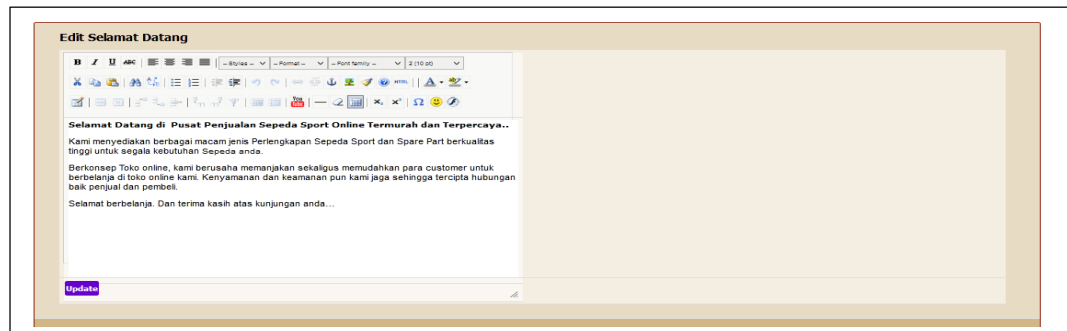 Edit Selamat Datang
B I U ABC – Styles – – Format – – Font family – 2 (10 pt)
HTML A
You Tube Ω
Selamat Datang di Pusat Penjualan Sepeda Sport Online Termurah dan Terpercaya..
Kami menyediakan berbagai macam jenis Perlengkapan Sepeda Sport dan Spare Part berkualitas
tinggi untuk segala kebutuhan Sepeda anda.
Berkonsep Toko online, kami berusaha memanjakan sekaligus memudahkan para customer untuk
berbelanja di toko online kami. Kenyamanan dan keamanan pun kami jaga sehingga tercipta hubungan
baik penjual dan pembeli.
Selamat berbelanja. Dan terima kasih atas kunjungan anda...
Update